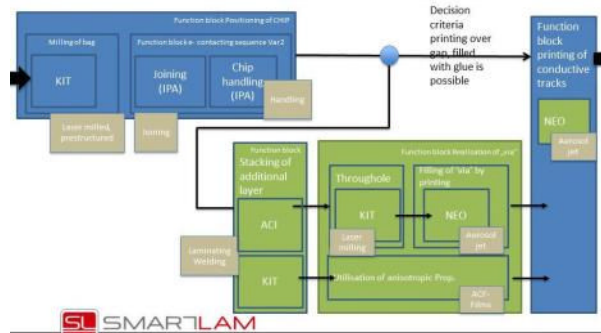 Function block Positioning of CHIP
Milling of bag
KIT
Laser milled,
prestructured
Function block e- contacting sequence Var2
Joining
(IPA)
Chip
handling
(IPA)
Joining
Handling
Decision
criteria
printing over
gap, filled
with glue is
possible
Function
block
printing of
conductive
tracks
NEO
Aerosol
jet
Function block
Stacking of
additional
layer
ACI
Laminating
Welding
KIT
Function block Realisation of „via"
Throughole
KIT
Laser
milling
Filling of 'via' by
printing
NEO
Aerosol
jet
Utilisation of anisotropic Prop.
ACF-
Films
SL SMARTLAM